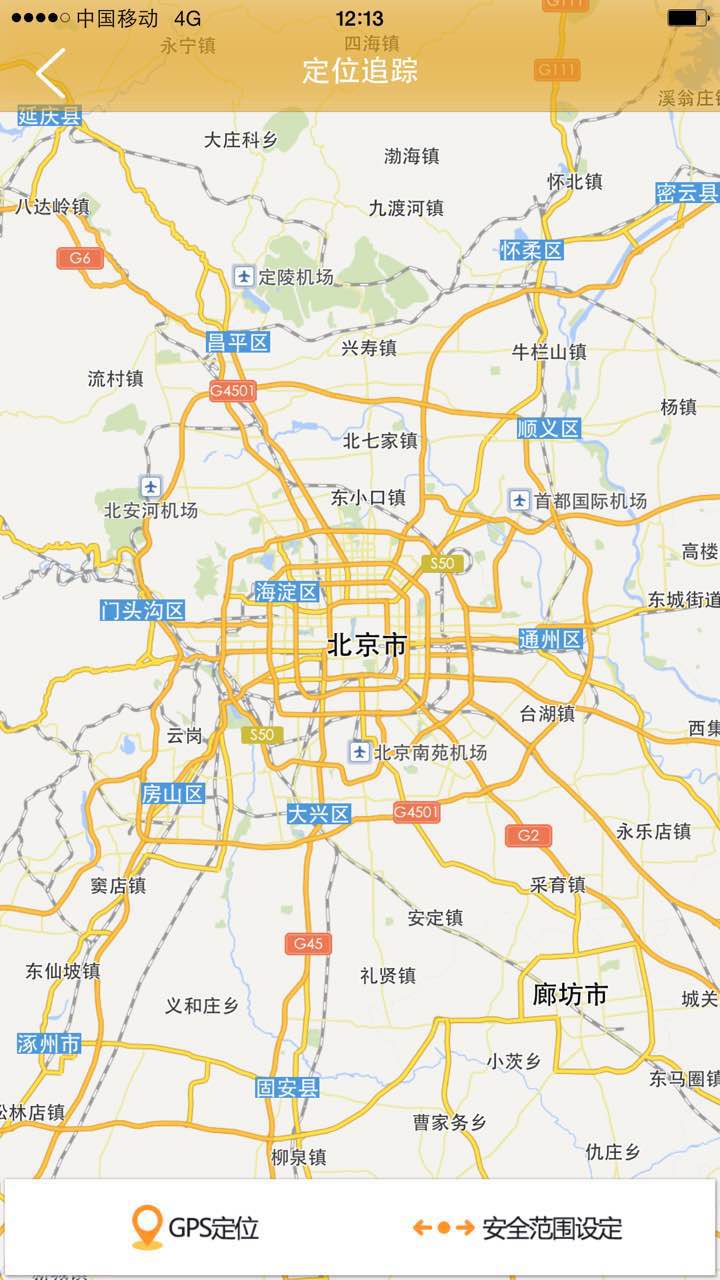 中国移动 4G 12:13
G111
永宁镇
四海镇
定位追踪
G111
溪翁庄镇
延庆县
大庄科乡
渤海镇
怀北镇
密云县
八达岭镇
九渡河镇
怀柔区
G6
定陵机场
昌平区
兴寿镇
牛栏山镇
流村镇
G4501
杨镇
顺义区
北七家镇
北安河机场
东小口镇
首都国际机场
高楼
S50
海淀区
东城街道
门头沟区
北京市
通州区
台湖镇
云岗
S50
西集
北京南苑机场
房山区
大兴区
G4501
G2
永乐店镇
窦店镇
采育镇
安定镇
G45
东仙坡镇
礼贤镇
廊坊市
城关
义和庄乡
涿州市
小茨乡
固安县
东马圈镇
松林店镇
曹家务乡
柳泉镇
仇庄乡
GPS定位
安全范围设定